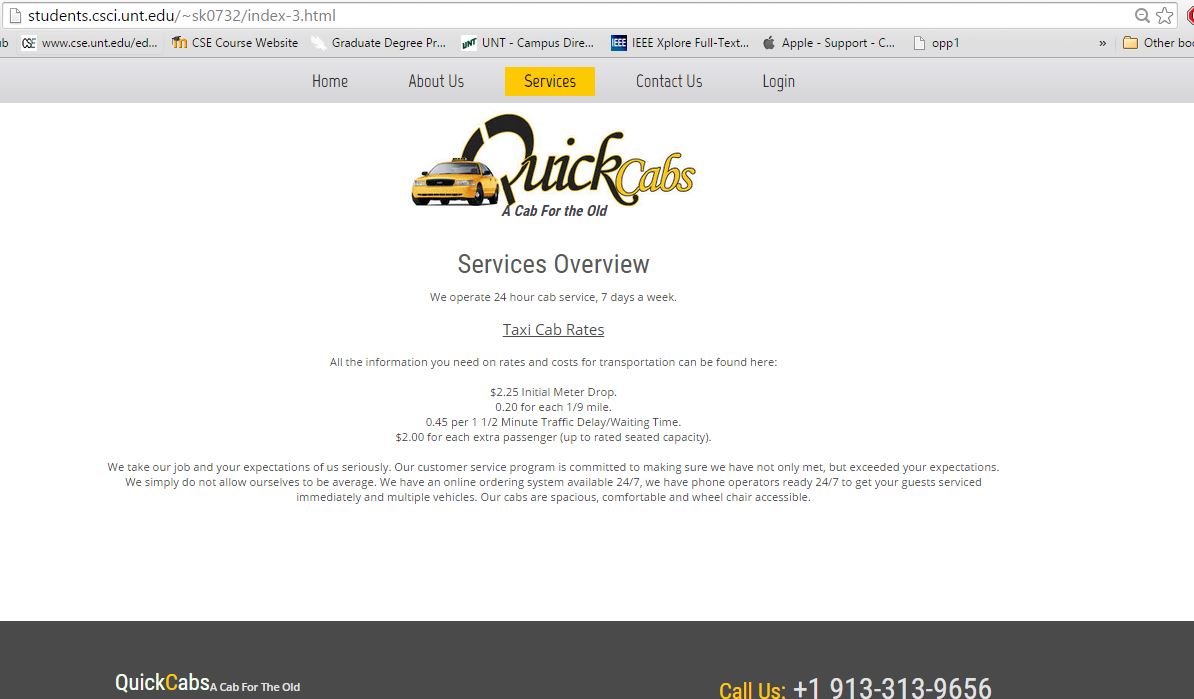 students.csci.unt.edu/~sk0732/index-3.html
ub CSE www.cse.unt.edu/ed... CSE Course Website Graduate Degree Pr... UNT UNT - Campus Dire... IEEE IEEE Xplore Full-Text... Apple - Support - C... opp1 » Other boo
Home About Us Services Contact Us Login
QuickCabs
A Cab For the Old
Services Overview
We operate 24 hour cab service, 7 days a week.
Taxi Cab Rates
All the information you need on rates and costs for transportation can be found here:
$2.25 Initial Meter Drop.
0.20 for each 1/9 mile.
0.45 per 1 1/2 Minute Traffic Delay/Waiting Time.
$2.00 for each extra passenger (up to rated seated capacity).
We take our job and your expectations of us seriously. Our customer service program is committed to making sure we have not only met, but exceeded your expectations.
We simply do not allow ourselves to be average. We have an online ordering system available 24/7, we have phone operators ready 24/7 to get your guests serviced
immediately and multiple vehicles. Our cabs are spacious, comfortable and wheel chair accessible.
QuickCabs A Cab For The Old
Call Us: +1 913-313-9656